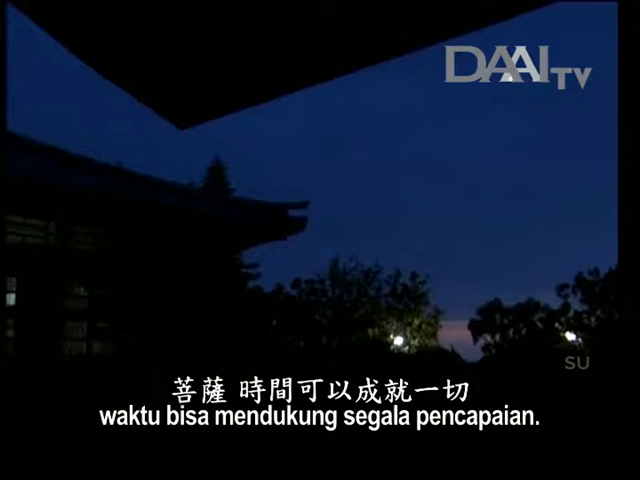 DAAI TV
SU
菩薩 時間可以成就一切
waktu bisa mendukung segala pencapaian.